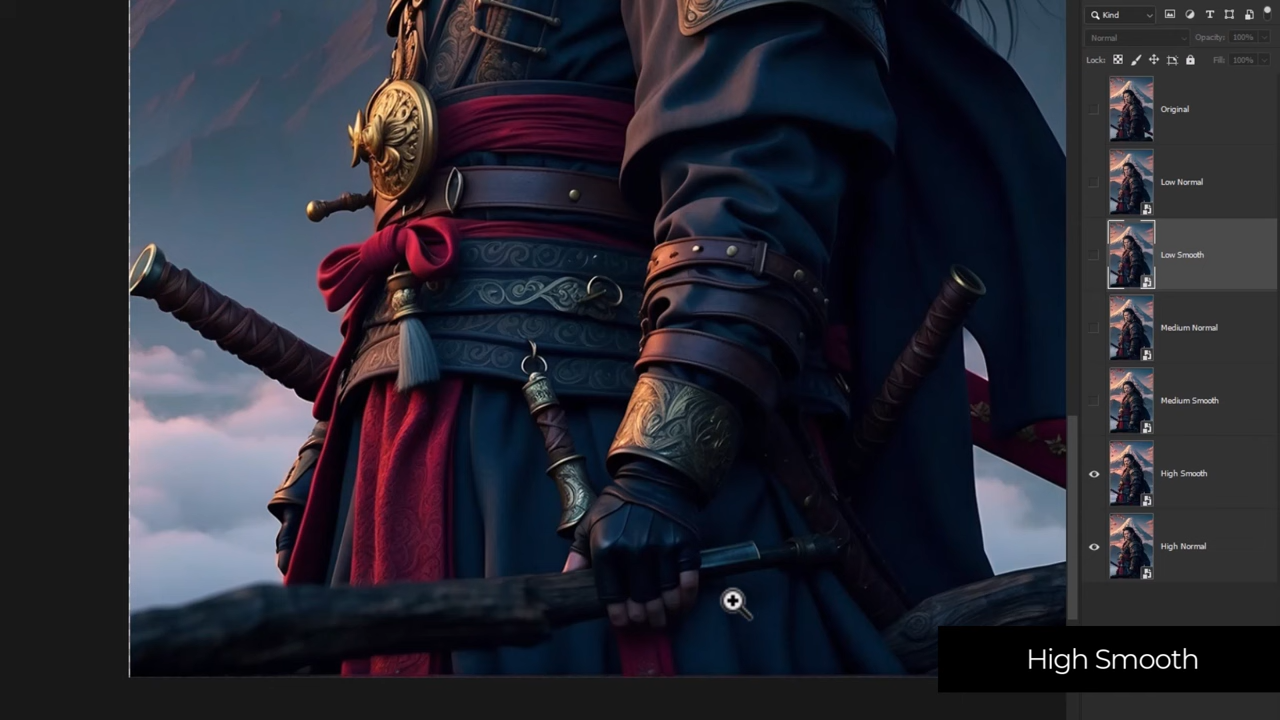 Kind
Normal Opacity: 100%
Lock: Fill: 100%
Original
Low Normal
Low Smooth
Medium Normal
Medium Smooth
High Smooth
High Normal
High Smooth